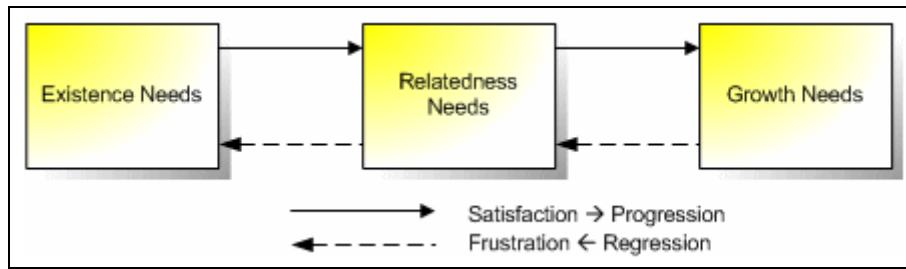 Existence Needs
Relatedness
Needs
Growth Needs
Satisfaction → Progression
Frustration ← Regression